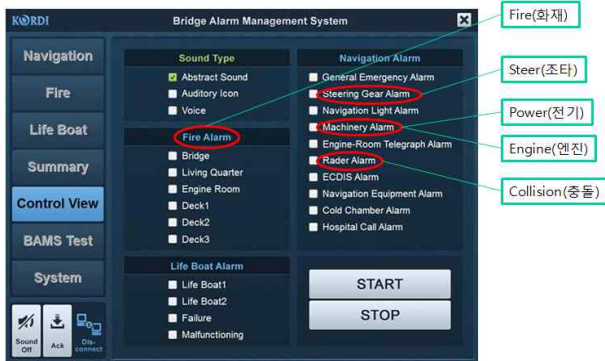 KORDI
Bridge Alarm Management System
Navigation
Fire
Life Boat
Summary
Control View
BAMS Test
System
Sound Off
Ack
Dis-connect
Sound Type
Abstract Sound
Auditory Icon
Voice
Fire Alarm
Bridge
Living Quarter
Engine Room
Deck1
Deck2
Deck3
Life Boat Alarm
Life Boat1
Life Boat2
Failure
Malfunctioning
Navigation Alarm
General Emergency Alarm
Steering Gear Alarm
Navigation Light Alarm
Machinery Alarm
Engine-Room Telegraph Alarm
Rader Alarm
ECDIS Alarm
Navigation Equipment Alarm
Cold Chamber Alarm
Hospital Call Alarm
START
STOP
Fire(화재)
Steer(조타)
Power(전기)
Engine(엔진)
Collision(충돌)